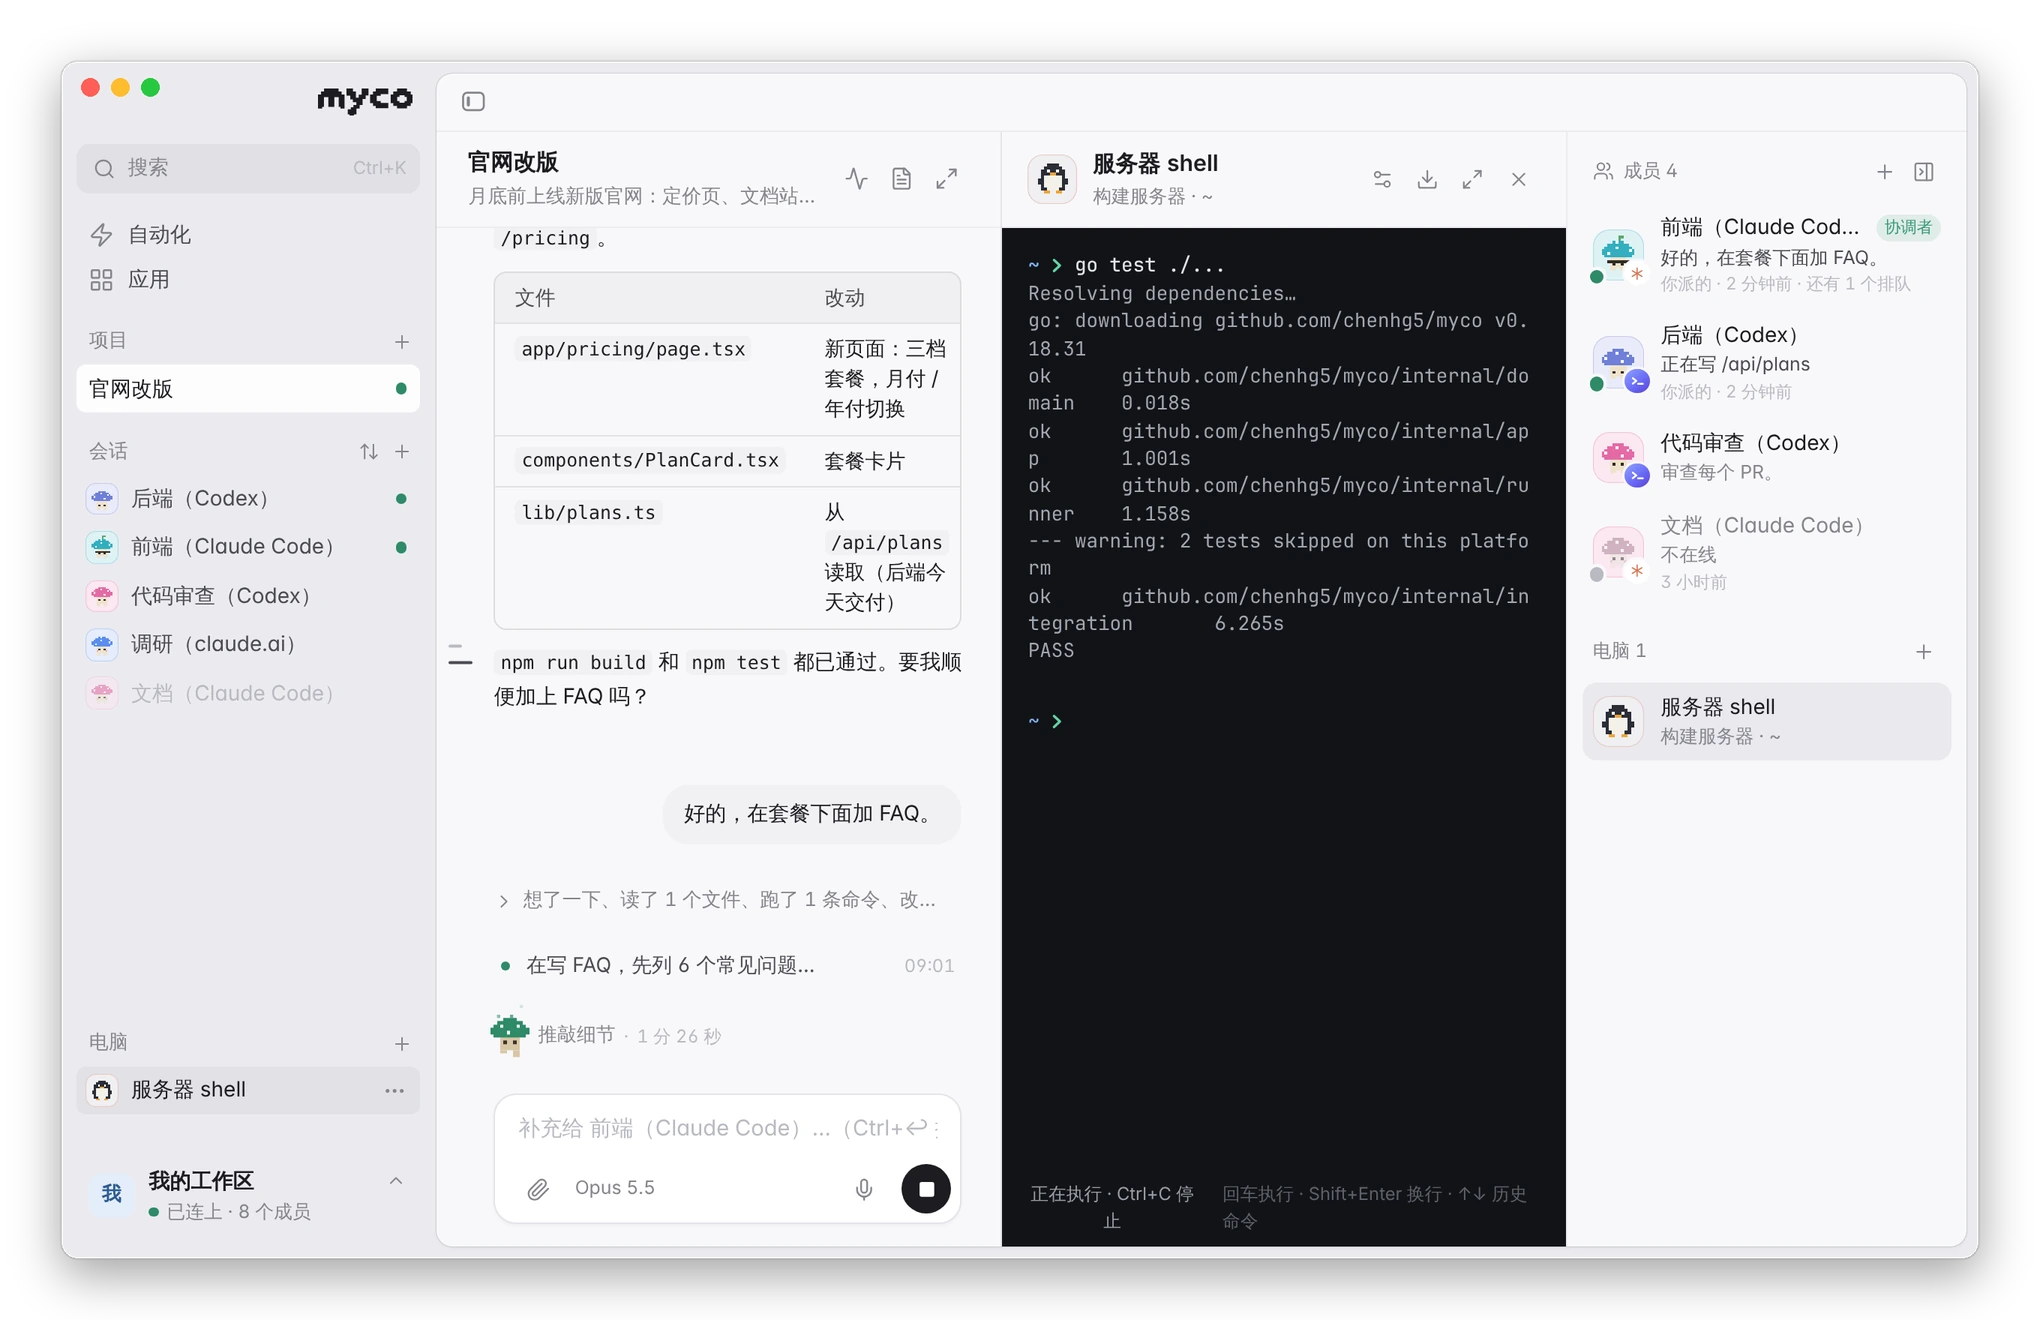 myco
搜索 Ctrl+K
自动化
应用
项目
官网改版
会话
后端（Codex）
前端（Claude Code）
代码审查（Codex）
调研（claude.ai）
文档（Claude Code）
电脑
服务器 shell
我
我的工作区
已连上 · 8 个成员
官网改版
月底前上线新版官网：定价页、文档站...
/pricing 。
文件 改动
app/pricing/page.tsx 新页面：三档
套餐，月付 /
年付切换
components/PlanCard.tsx 套餐卡片
lib/plans.ts 从
/api/plans
读取（后端今
天交付）
npm run build 和 npm test 都已通过。要我顺
便加上 FAQ 吗？
好的，在套餐下面加 FAQ。
想了一下、读了 1 个文件、跑了 1 条命令、改...
在写 FAQ，先列 6 个常见问题... 09:01
推敲细节 · 1 分 26 秒
补充给 前端（Claude Code）...（Ctrl+↩
Opus 5.5
服务器 shell
构建服务器 · ~
~ > go test ./...
Resolving dependencies…
go: downloading github.com/chenhg5/myco v0.
18.31
ok github.com/chenhg5/myco/internal/do
main 0.018s
ok github.com/chenhg5/myco/internal/ap
p 1.001s
ok github.com/chenhg5/myco/internal/ru
nner 1.158s
--- warning: 2 tests skipped on this platfo
rm
ok github.com/chenhg5/myco/internal/in
tegration 6.265s
PASS
~ >
正在执行 · Ctrl+C 停
止
回车执行 · Shift+Enter 换行 · ↑↓ 历史
命令
成员 4
前端（Claude Cod... 协调者
好的，在套餐下面加 FAQ。
你派的 · 2 分钟前 · 还有 1 个排队
后端（Codex）
正在写 /api/plans
你派的 · 2 分钟前
代码审查（Codex）
审查每个 PR。
文档（Claude Code）
不在线
3 小时前
电脑 1
服务器 shell
构建服务器 · ~